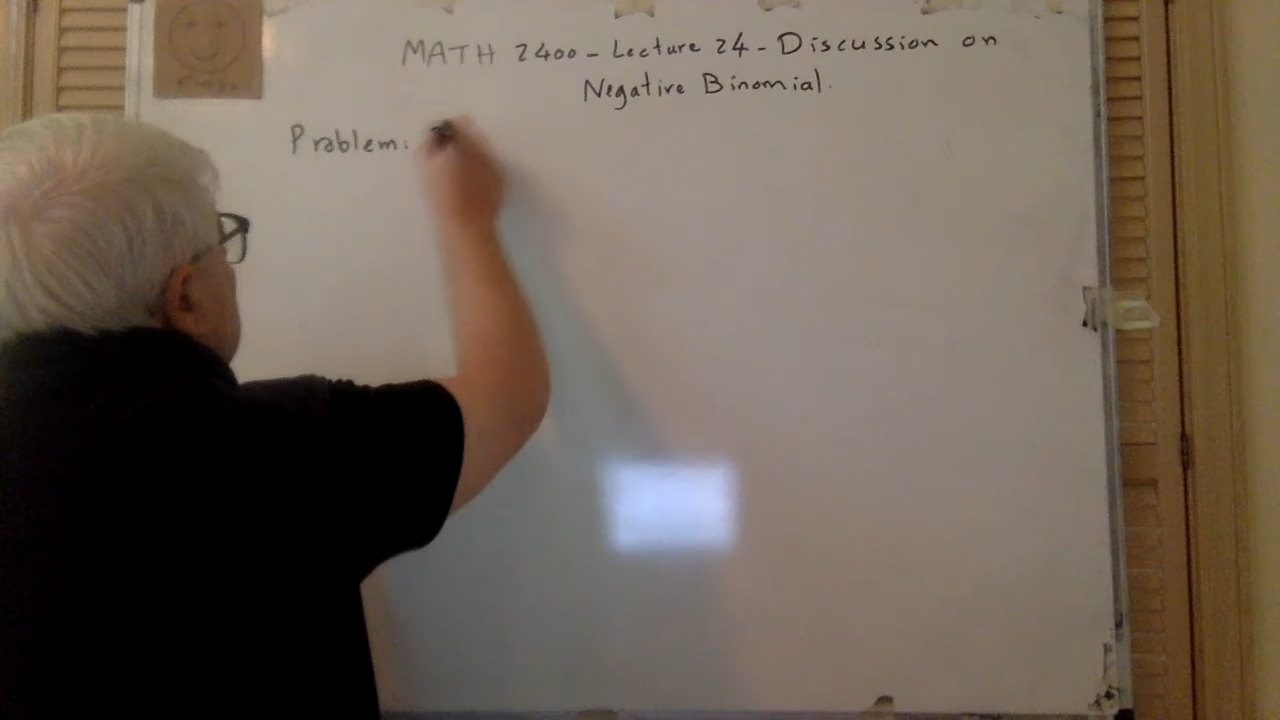 MATH 2400 - Lecture 24 - Discussion on
Negative Binomial.
Problem: